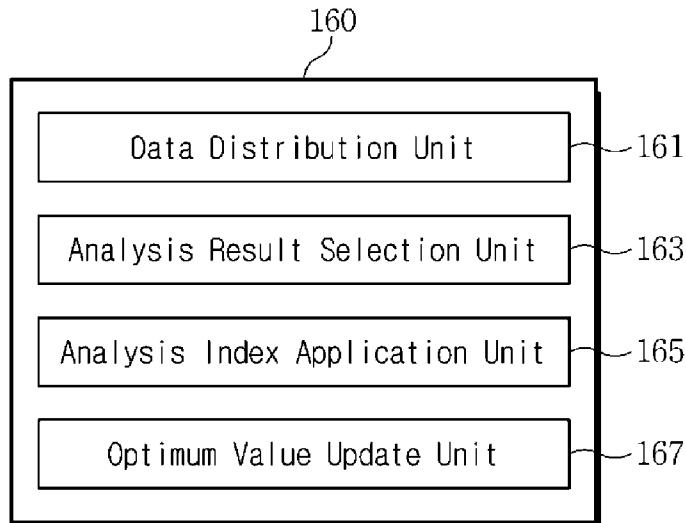 160
Data Distribution Unit 161
Analysis Result Selection Unit 163
Analysis Index Application Unit 165
Optimum Value Update Unit 167